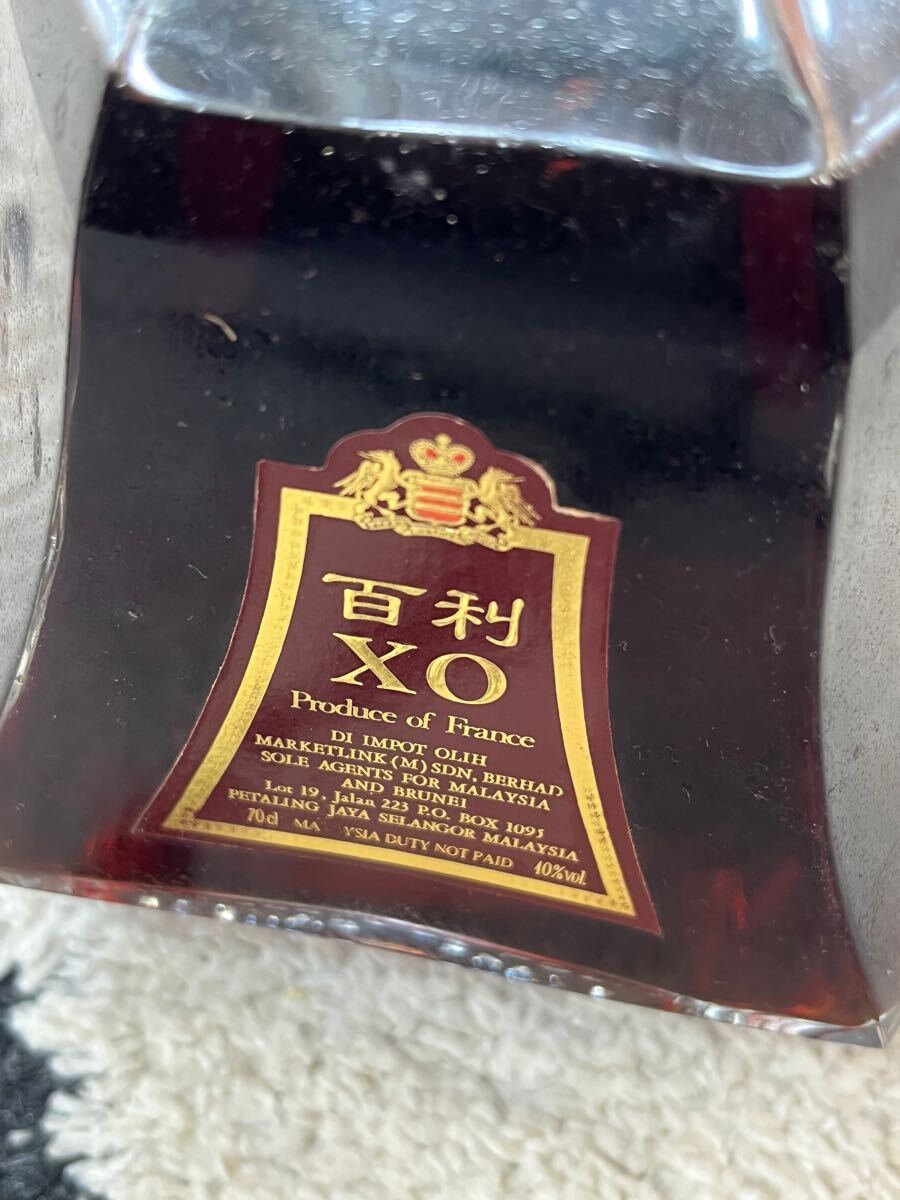 百利
XO
Produce of France
DI IMPOT OLIH
MARKETLINK (M) SDN, BERHAD
SOLE AGENTS FOR MALAYSIA
AND BRUNEI
Lot 19, Jalan 223 P.O. BOX 1095
PETALING JAYA SELANGOR MALAYSIA
70cl MA YSIA DUTY NOT PAID 40%vol.